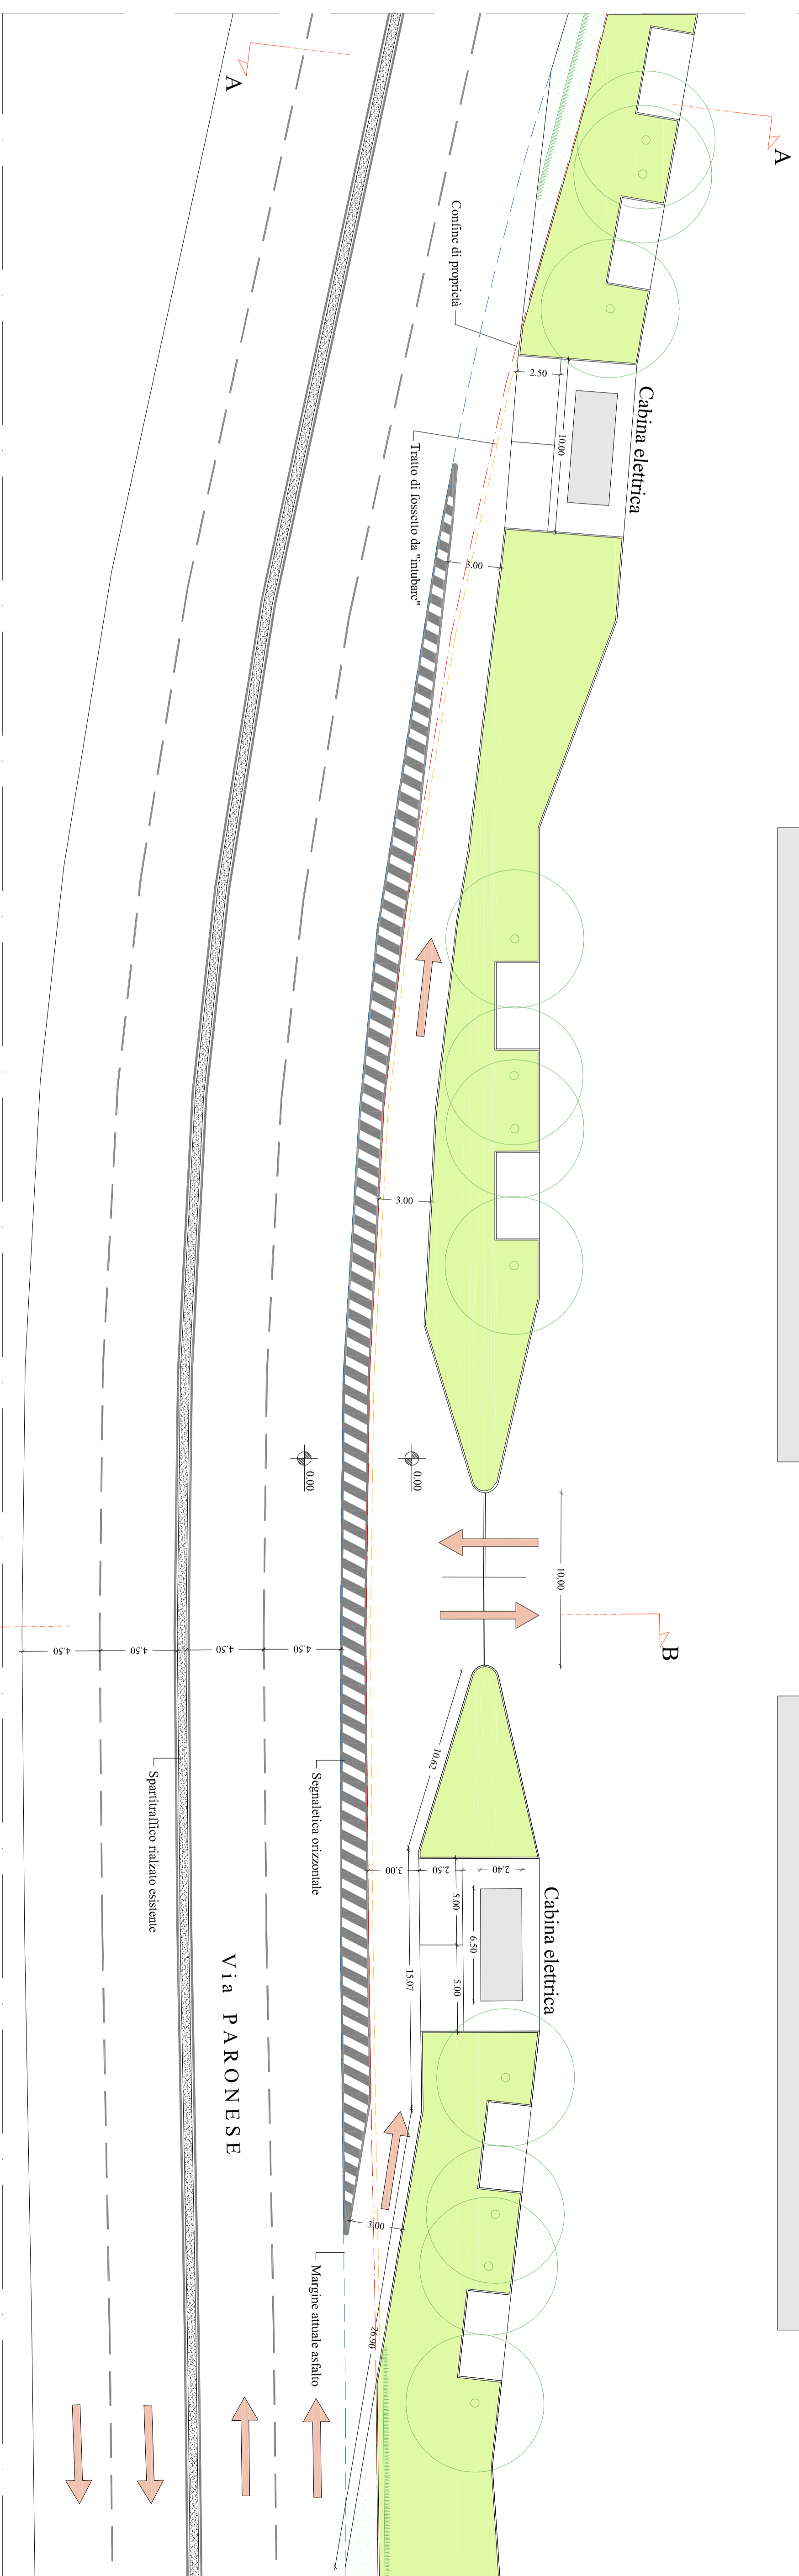 A
A
Confine di proprietà
2.50
10.00
Cabina elettrica
Tratto di fossetto da "intubare"
3.00
3.00
0.00
0.00
10.00
B
4.50
4.50
4.50
4.50
10.62
Spartitraffico rialzato esistente
Segnaletica orizzontale
3.00
2.50
2.40
5.00
6.50
5.00
Cabina elettrica
15.07
Via PARONESE
3.00
Margine attuale asfalto
26.90